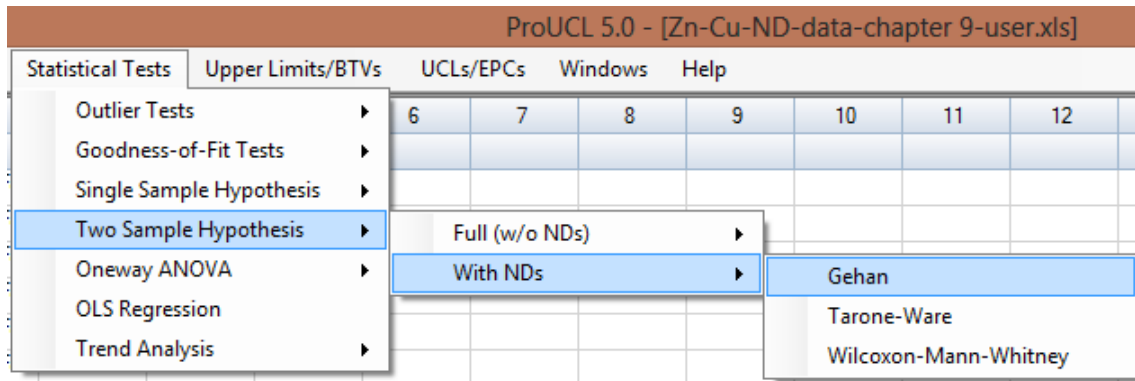 ProUCL 5.0 - [Zn-Cu-ND-data-chapter 9-user.xls]
Statistical Tests Upper Limits/BTVs UCLs/EPCs Windows Help
Outlier Tests 6 7 8 9 10 11 12
Goodness-of-Fit Tests
Single Sample Hypothesis
Two Sample Hypothesis Full (w/o NDs)
Oneway ANOVA With NDs Gehan
OLS Regression Tarone-Ware
Trend Analysis Wilcoxon-Mann-Whitney